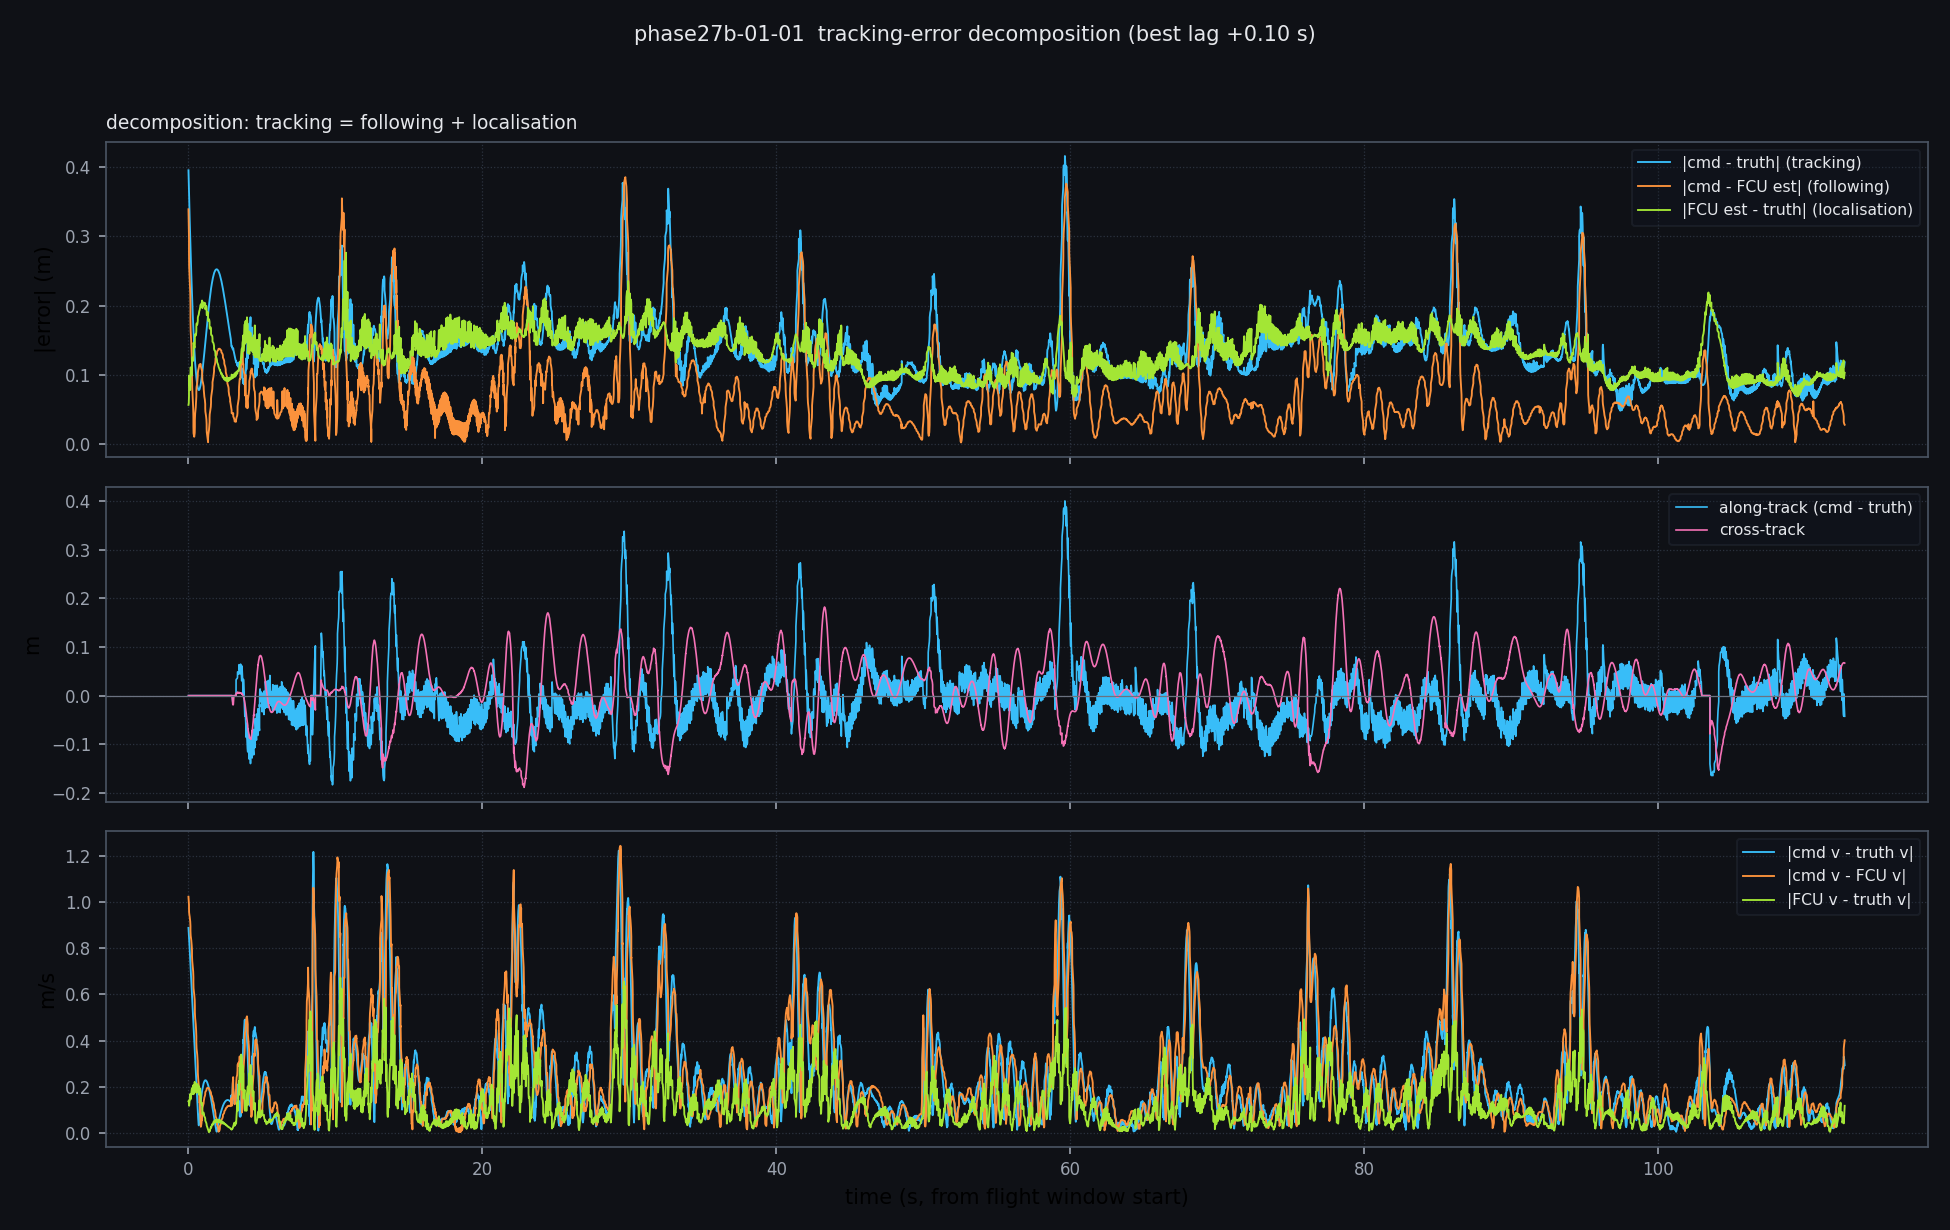 phase27b-01-01  tracking-error decomposition (best lag +0.10 s)
decomposition: tracking = following + localisation
|error| (m)
0.4
0.3
0.2
0.1
0.0
|cmd - truth| (tracking)
|cmd - FCU est| (following)
|FCU est - truth| (localisation)
m
0.4
0.3
0.2
0.1
0.0
−0.1
−0.2
along-track (cmd - truth)
cross-track
m/s
1.2
1.0
0.8
0.6
0.4
0.2
0.0
|cmd v - truth v|
|cmd v - FCU v|
|FCU v - truth v|
0
20
40
60
80
100
time (s, from flight window start)